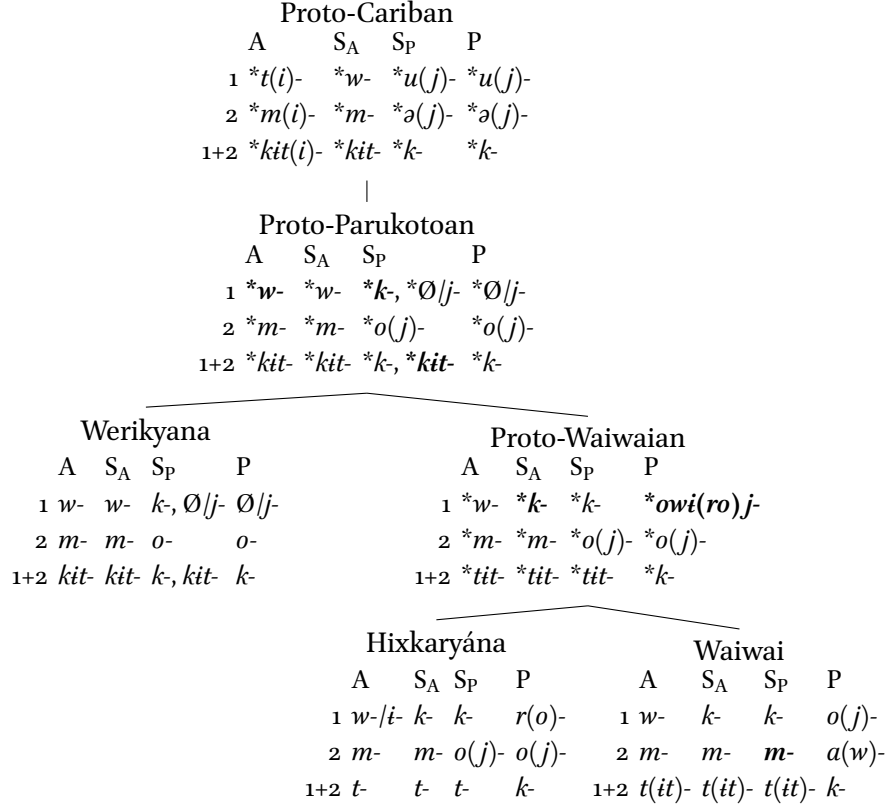 Proto-Cariban
A S_A S_P P
1 *t(i)- *w- *u(j)- *u(j)-
2 *m(i)- *m- *ə(j)- *ə(j)-
1+2 *kɨt(i)- *kɨt- *k- *k-
Proto-Parukotoan
A S_A S_P P
1 *w- *w- *k-, *Ø/j- *Ø/j-
2 *m- *m- *o(j)- *o(j)-
1+2 *kɨt- *kɨt- *k-, *kɨt- *k-
Werikyana Proto-Waiwaian
A S_A S_P P A S_A S_P P
1 w- w- k-, Ø/j- Ø/j- 1 *w- *k- *k- *owɨ(ro)j-
2 m- m- o- o- 2 *m- *m- *o(j)- *o(j)-
1+2 kɨt- kɨt- k-, kɨt- k- 1+2 *tɨt- *tɨt- *tɨt- *k-
Hixkaryána Waiwai
A S_A S_P P A S_A S_P P
1 w-/ɨ- k- k- r(o)- 1 w- k- k- o(j)-
2 m- m- o(j)- o(j)- 2 m- m- m- a(w)-
1+2 t- t- t- k- 1+2 t(ɨt)- t(ɨt)- t(ɨt)- k-